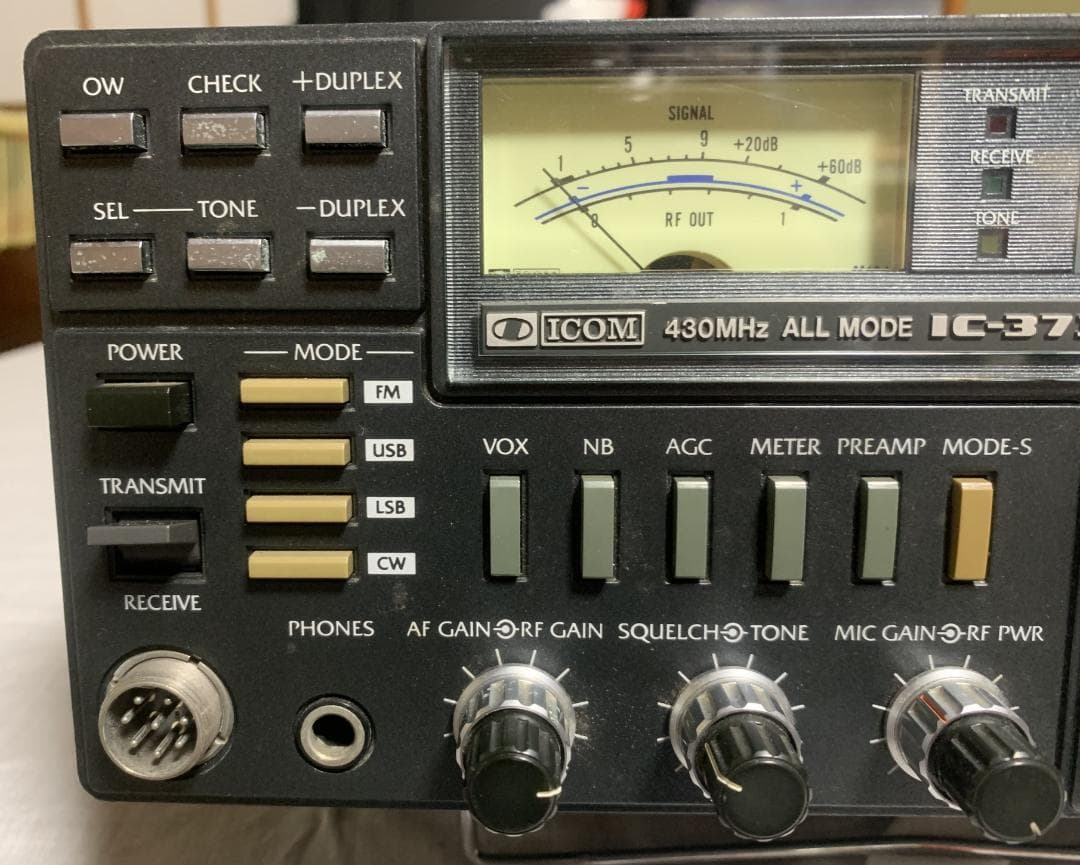 OW CHECK +DUPLEX
SEL TONE -DUPLEX
SIGNAL
1 5 9 +20dB +60dB
- +
0 RF OUT 1
TRANSMIT
RECEIVE
TONE
ICOM 430MHz ALL MODE IC-37
POWER
MODE
FM
USB
LSB
CW
TRANSMIT
RECEIVE
VOX NB AGC METER PREAMP MODE-S
PHONES AF GAIN RF GAIN SQUELCH TONE MIC GAIN RF PWR